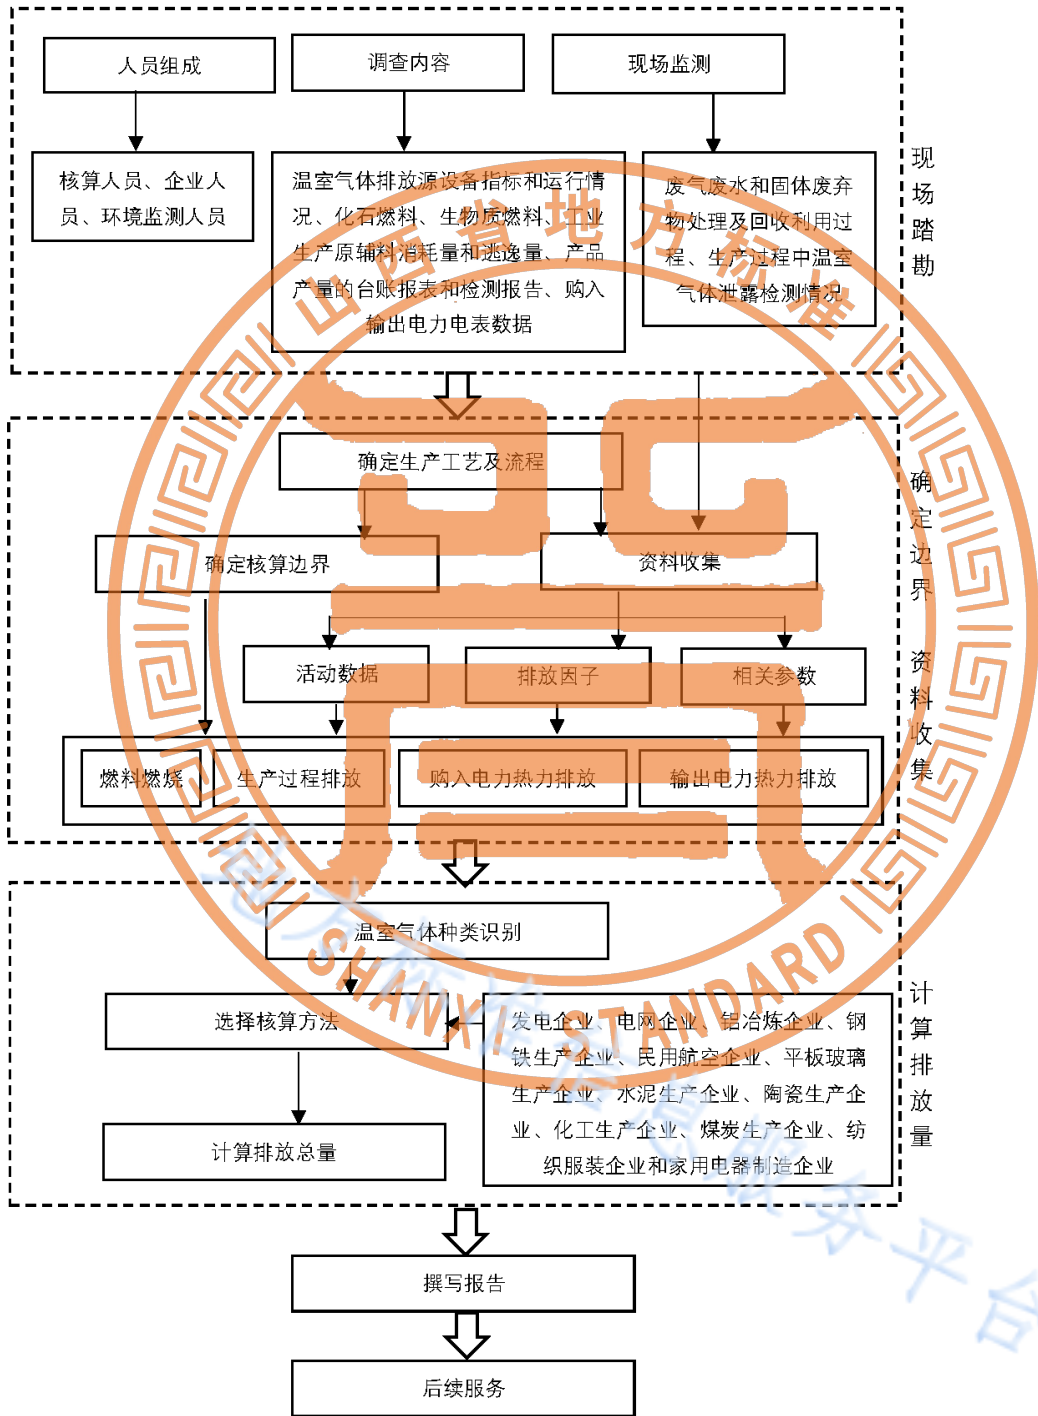 人员组成
调查内容
现场监测
核算人员、企业人
员、环境监测人员
温室气体排放源设备指标和运行情
况、化石燃料、生物质燃料、工业
生产原辅料消耗量和逃逸量、产品
产量的台账报表和检测报告、购入
输出电力电表数据
废气废水和固体废弃
物处理及回收利用过
程、生产过程中温室
气体泄露检测情况
现场踏勘
确定生产工艺及流程
确定核算边界
资料收集
活动数据
排放因子
相关参数
燃料燃烧
生产过程排放
购入电力热力排放
输出电力热力排放
确定边界
资料收集
温室气体种类识别
选择核算方法
计算排放总量
发电企业、电网企业、铝冶炼企业、钢
铁生产企业、民用航空企业、平板玻璃
生产企业、水泥生产企业、陶瓷生产企
业、化工生产企业、煤炭生产企业、纺
织服装企业和家用电器制造企业
计算排放量
撰写报告
后续服务
山西省地方标准
SHANXI STANDARD
地方标准信息服务平台